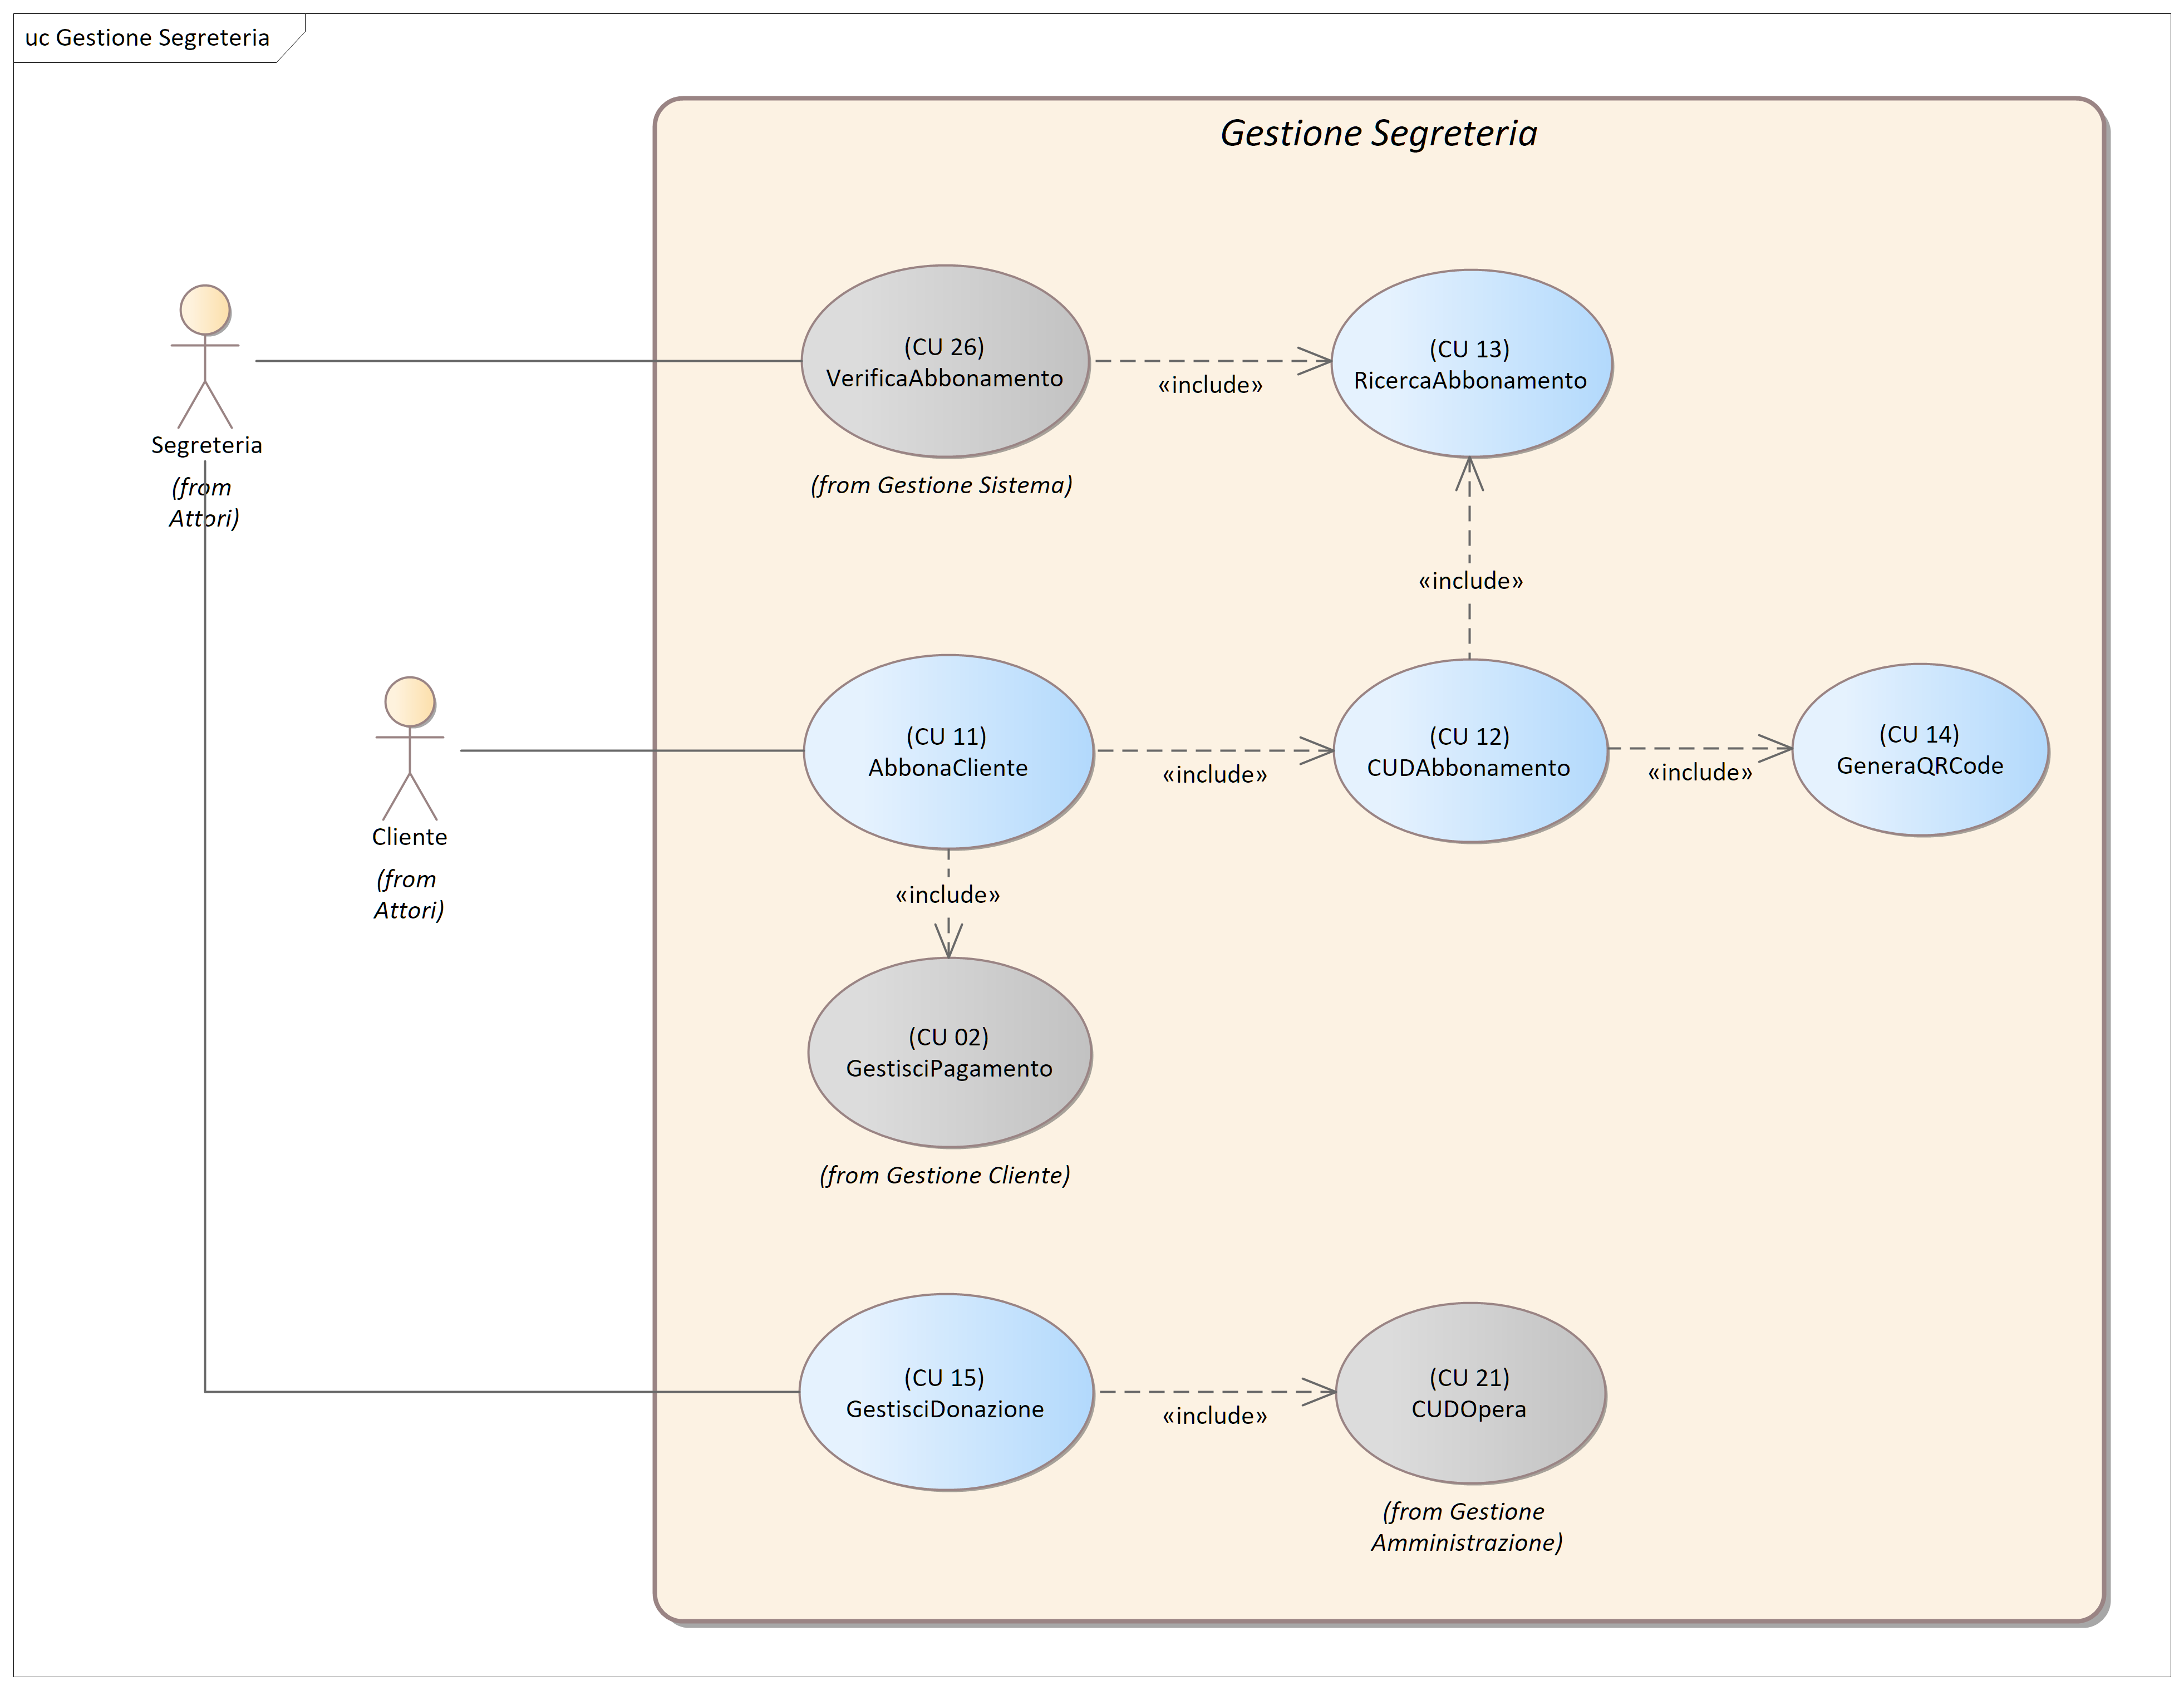 uc Gestione Segreteria
Gestione Segreteria
(CU 26)
VerificaAbbonamento
(from Gestione Sistema)
«include»
(CU 13)
RicercaAbbonamento
Segreteria
(from
Attori)
«include»
Cliente
(from
Attori)
(CU 11)
AbbonaCliente
«include»
(CU 12)
CUDAbbonamento
«include»
(CU 14)
GeneraQRCode
«include»
(CU 02)
GestisciPagamento
(from Gestione Cliente)
(CU 15)
GestisciDonazione
«include»
(CU 21)
CUDOpera
(from Gestione
Amministrazione)